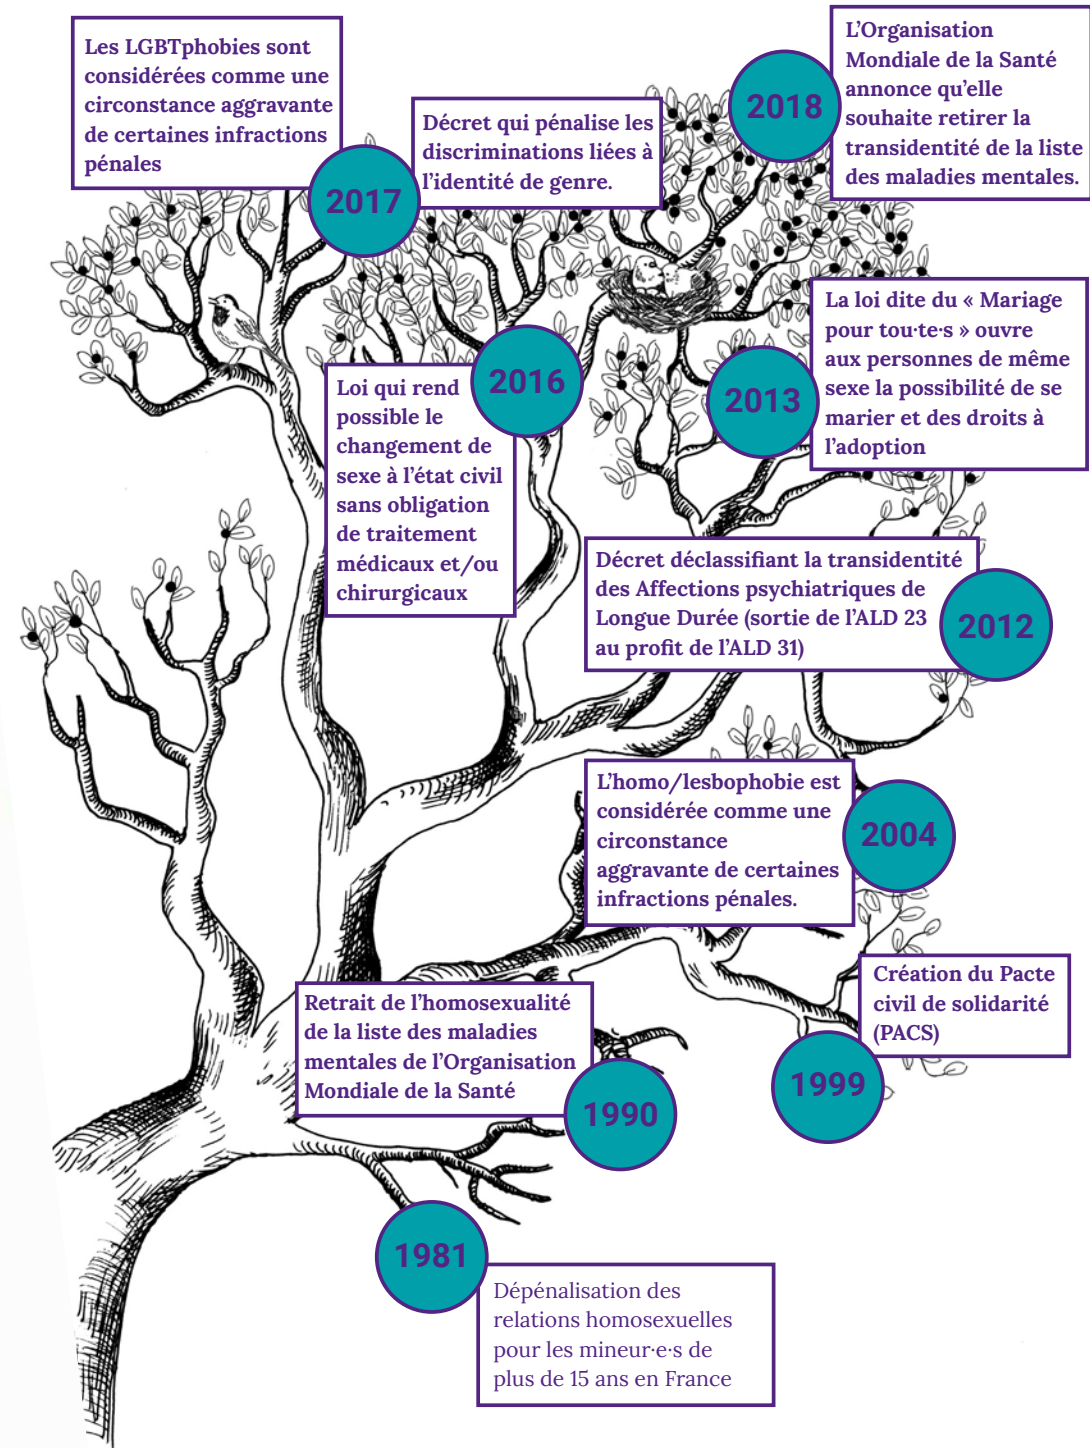 Les LGBTphobies sont
considérées comme une
circonstance aggravante
de certaines infractions
pénales
2017
Décret qui pénalise les
discriminations liées à
l’identité de genre.
2018
L’Organisation
Mondiale de la Santé
annonce qu’elle
souhaite retirer la
transidentité de la liste
des maladies mentales.
2016
Loi qui rend
possible le
changement de
sexe à l’état civil
sans obligation
de traitement
médicaux et/ou
chirurgicaux
2013
La loi dite du « Mariage
pour tou·te·s » ouvre
aux personnes de même
sexe la possibilité de se
marier et des droits à
l’adoption
Décret déclassifiant la transidentité
des Affections psychiatriques de
Longue Durée (sortie de l’ALD 23
au profit de l’ALD 31)
2012
L’homo/lesbophobie est
considérée comme une
circonstance
aggravante de certaines
infractions pénales.
2004
Création du Pacte
civil de solidarité
(PACS)
1999
Retrait de l’homosexualité
de la liste des maladies
mentales de l’Organisation
Mondiale de la Santé
1990
1981
Dépénalisation des
relations homosexuelles
pour les mineur·e·s de
plus de 15 ans en France